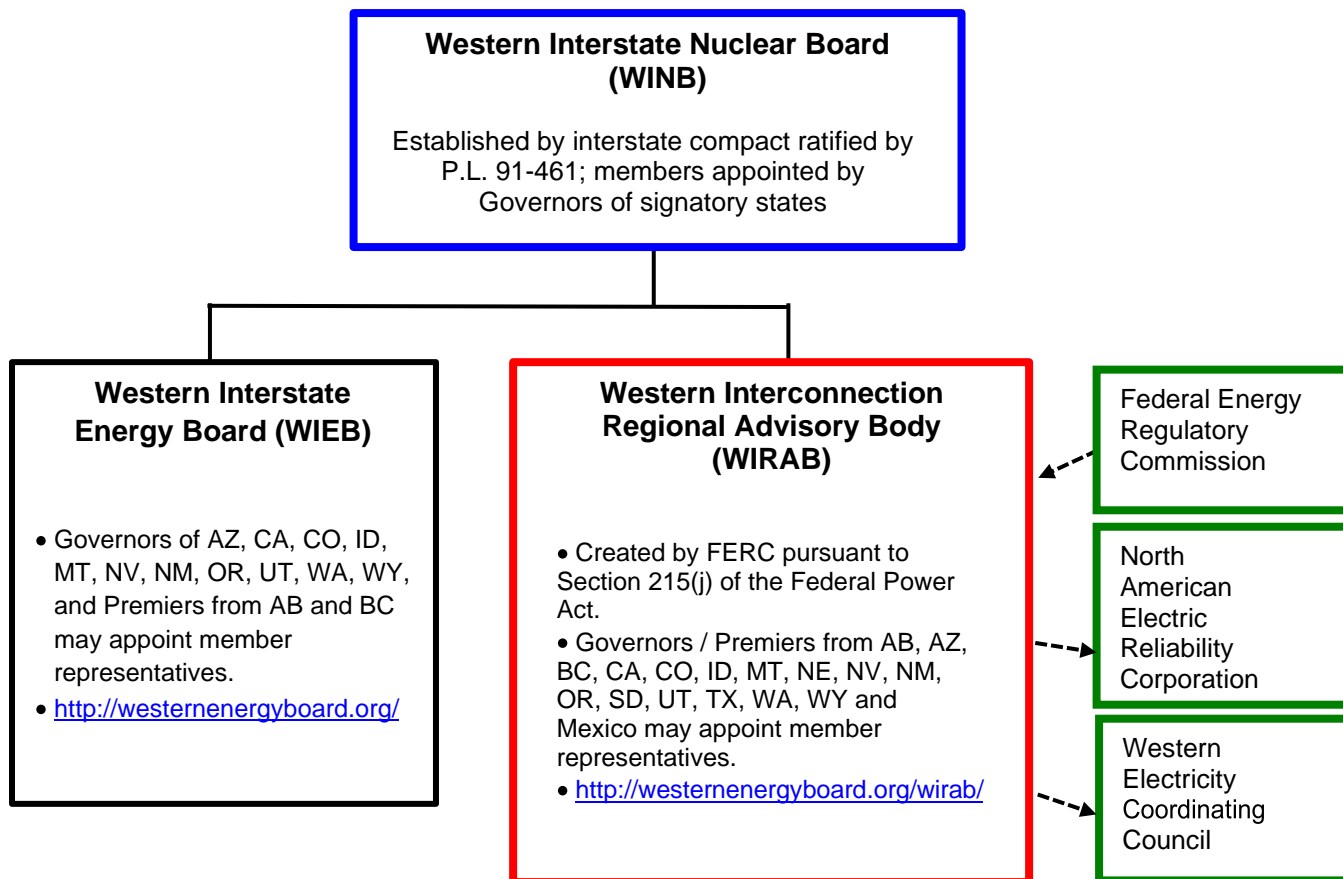 Western Interstate Nuclear Board
(WINB)
Established by interstate compact ratified by
P.L. 91-461; members appointed by
Governors of signatory states
Western Interstate
Energy Board (WIEB)
• Governors of AZ, CA, CO, ID,
MT, NV, NM, OR, UT, WA, WY,
and Premiers from AB and BC
may appoint member
representatives.
• http://westernenergyboard.org/
Western Interconnection
Regional Advisory Body
(WIRAB)
• Created by FERC pursuant to
Section 215(j) of the Federal Power
Act.
• Governors / Premiers from AB, AZ,
BC, CA, CO, ID, MT, NE, NV, NM,
OR, SD, UT, TX, WA, WY and
Mexico may appoint member
representatives.
• http://westernenergyboard.org/wirab/
Federal Energy
Regulatory
Commission
North
American
Electric
Reliability
Corporation
Western
Electricity
Coordinating
Council